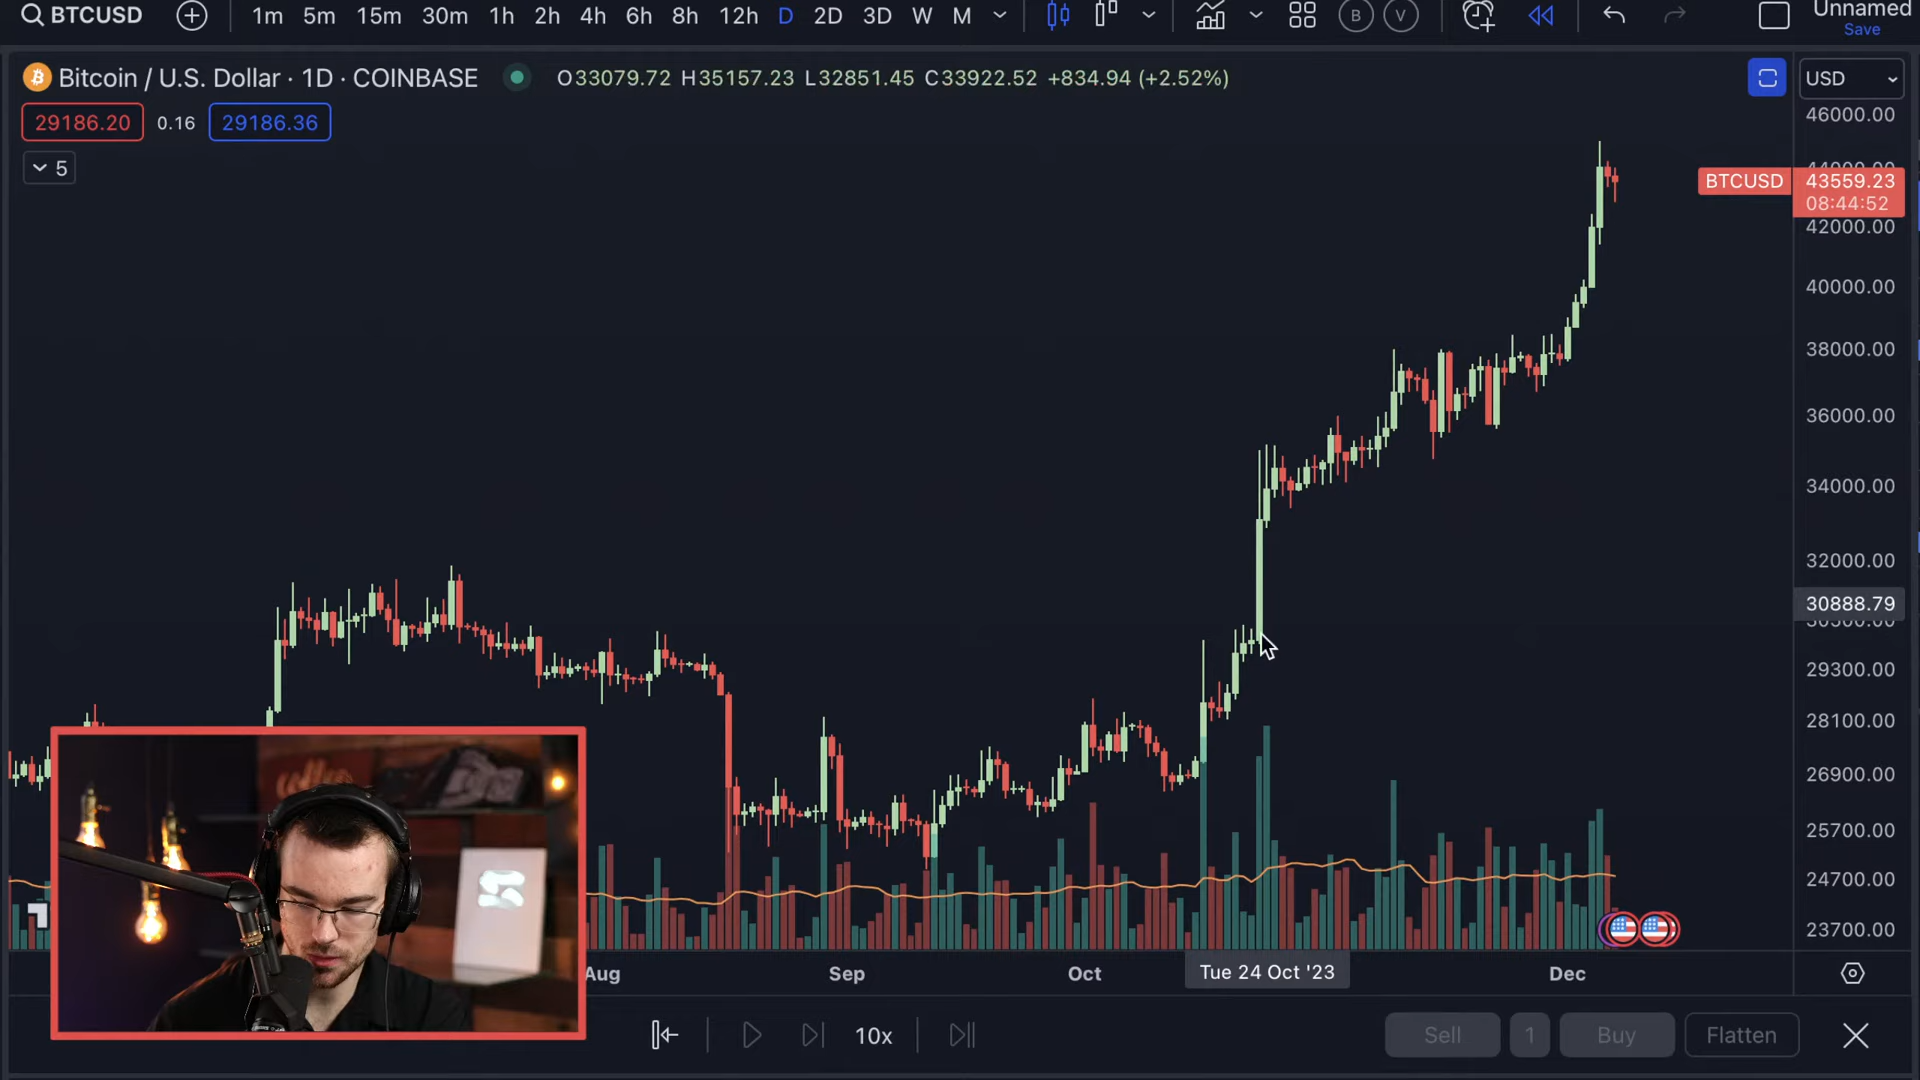 BTCUSD 1m 5m 15m 30m 1h 2h 4h 6h 8h 12h D 2D 3D W M B V Unnamed
Save
Bitcoin / U.S. Dollar · 1D · COINBASE O33079.72 H35157.23 L32851.45 C33922.52 +834.94 (+2.52%) USD
29186.20 0.16 29186.36
5
46000.00
BTCUSD 43559.23
08:44:52
42000.00
40000.00
38000.00
36000.00
34000.00
32000.00
30888.79
29300.00
28100.00
26900.00
25700.00
24700.00
23700.00
Aug Sep Oct Tue 24 Oct '23 Dec
10x Sell 1 Buy Flatten